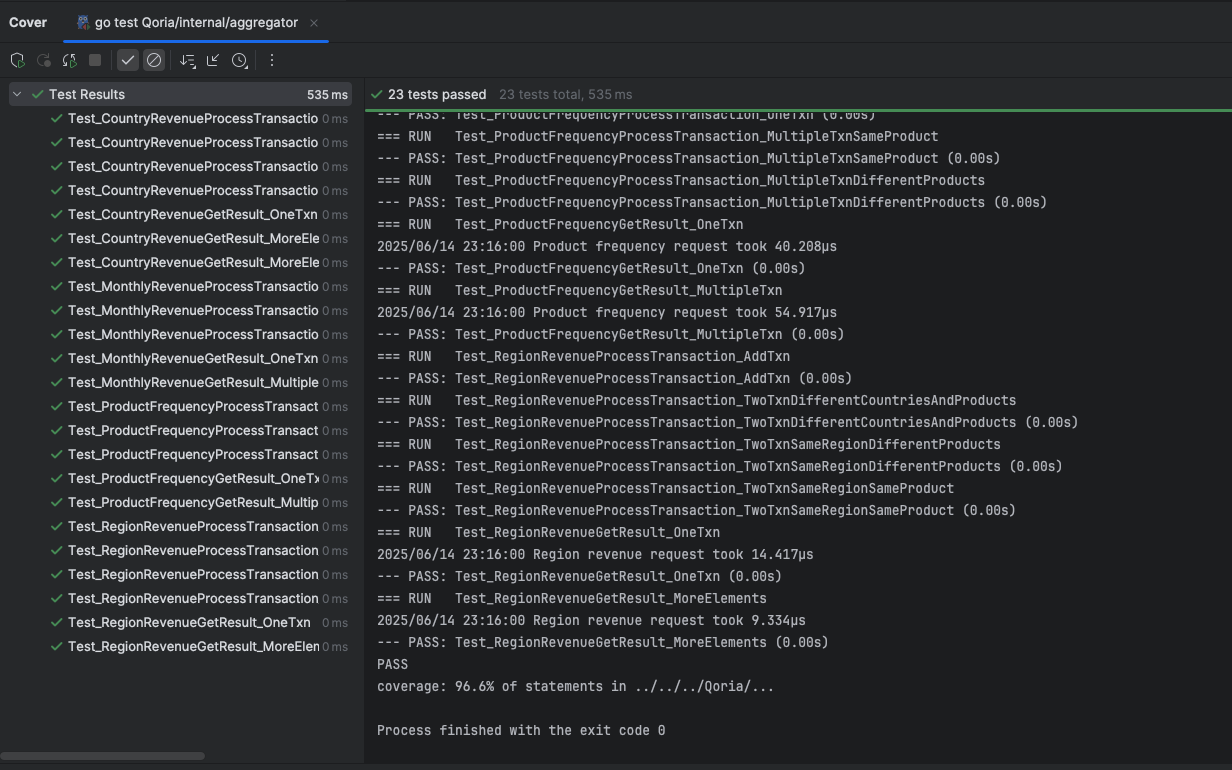 Cover go test Qoria/internal/aggregator
Test Results 535 ms
Test_CountryRevenueProcessTransactio 0 ms
Test_CountryRevenueProcessTransactio 0 ms
Test_CountryRevenueProcessTransactio 0 ms
Test_CountryRevenueProcessTransactio 0 ms
Test_CountryRevenueGetResult_OneTxn 0 ms
Test_CountryRevenueGetResult_MoreEle 0 ms
Test_CountryRevenueGetResult_MoreEle 0 ms
Test_MonthlyRevenueProcessTransactio 0 ms
Test_MonthlyRevenueProcessTransactio 0 ms
Test_MonthlyRevenueProcessTransactio 0 ms
Test_MonthlyRevenueGetResult_OneTxn 0 ms
Test_MonthlyRevenueGetResult_Multiple 0 ms
Test_ProductFrequencyProcessTransact 0 ms
Test_ProductFrequencyProcessTransact 0 ms
Test_ProductFrequencyProcessTransact 0 ms
Test_ProductFrequencyGetResult_OneTx 0 ms
Test_ProductFrequencyGetResult_Multip 0 ms
Test_RegionRevenueProcessTransaction 0 ms
Test_RegionRevenueProcessTransaction 0 ms
Test_RegionRevenueProcessTransaction 0 ms
Test_RegionRevenueProcessTransaction 0 ms
Test_RegionRevenueGetResult_OneTxn 0 ms
Test_RegionRevenueGetResult_MoreElen 0 ms
23 tests passed 23 tests total, 535 ms
--- PASS: Test_ProductFrequencyProcessTransaction_OneTxn (0.00s)
=== RUN   Test_ProductFrequencyProcessTransaction_MultipleTxnSameProduct
--- PASS: Test_ProductFrequencyProcessTransaction_MultipleTxnSameProduct (0.00s)
=== RUN   Test_ProductFrequencyProcessTransaction_MultipleTxnDifferentProducts
--- PASS: Test_ProductFrequencyProcessTransaction_MultipleTxnDifferentProducts (0.00s)
=== RUN   Test_ProductFrequencyGetResult_OneTxn
2025/06/14 23:16:00 Product frequency request took 40.208µs
--- PASS: Test_ProductFrequencyGetResult_OneTxn (0.00s)
=== RUN   Test_ProductFrequencyGetResult_MultipleTxn
2025/06/14 23:16:00 Product frequency request took 54.917µs
--- PASS: Test_ProductFrequencyGetResult_MultipleTxn (0.00s)
=== RUN   Test_RegionRevenueProcessTransaction_AddTxn
--- PASS: Test_RegionRevenueProcessTransaction_AddTxn (0.00s)
=== RUN   Test_RegionRevenueProcessTransaction_TwoTxnDifferentCountriesAndProducts
--- PASS: Test_RegionRevenueProcessTransaction_TwoTxnDifferentCountriesAndProducts (0.00s)
=== RUN   Test_RegionRevenueProcessTransaction_TwoTxnSameRegionDifferentProducts
--- PASS: Test_RegionRevenueProcessTransaction_TwoTxnSameRegionDifferentProducts (0.00s)
=== RUN   Test_RegionRevenueProcessTransaction_TwoTxnSameRegionSameProduct
--- PASS: Test_RegionRevenueProcessTransaction_TwoTxnSameRegionSameProduct (0.00s)
=== RUN   Test_RegionRevenueGetResult_OneTxn
2025/06/14 23:16:00 Region revenue request took 14.417µs
--- PASS: Test_RegionRevenueGetResult_OneTxn (0.00s)
=== RUN   Test_RegionRevenueGetResult_MoreElements
2025/06/14 23:16:00 Region revenue request took 9.334µs
--- PASS: Test_RegionRevenueGetResult_MoreElements (0.00s)
PASS
coverage: 96.6% of statements in ../../../Qoria/...
Process finished with the exit code 0